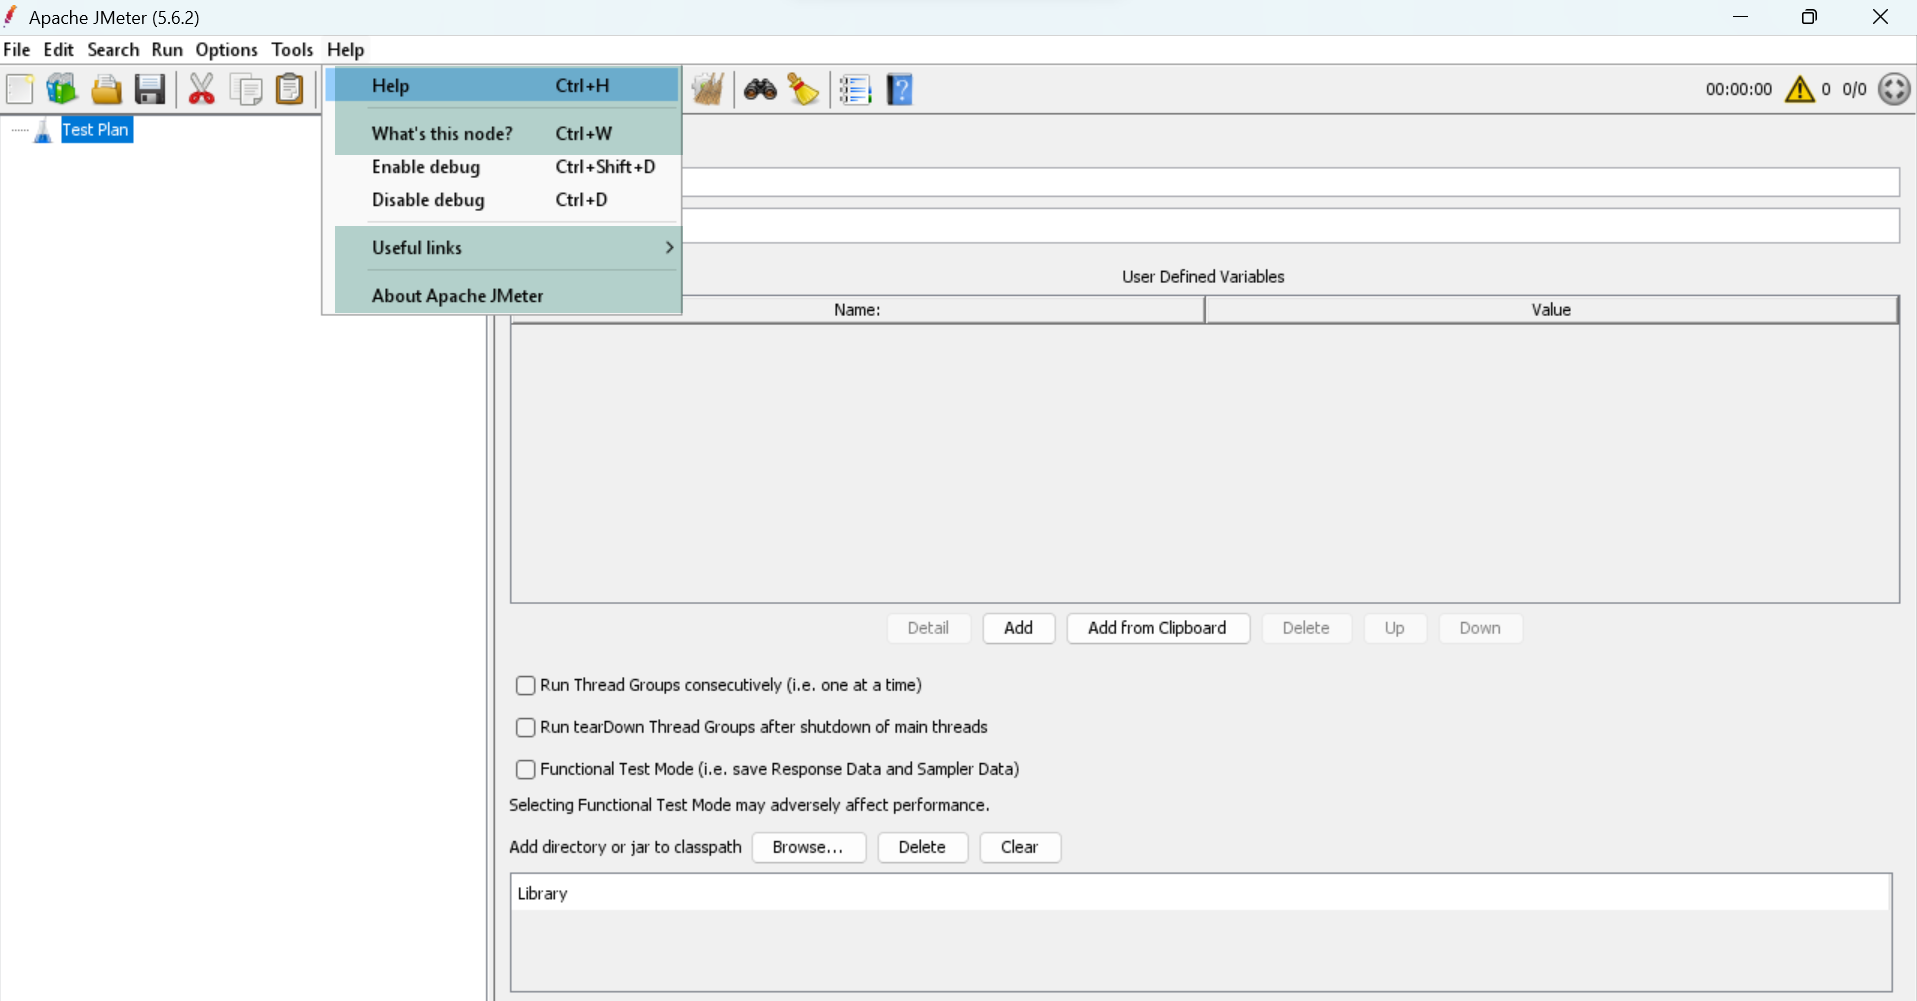 Apache JMeter (5.6.2)
File Edit Search Run Options Tools Help
00:00:00 0 0/0
Help Ctrl+H
What's this node? Ctrl+W
Enable debug Ctrl+Shift+D
Disable debug Ctrl+D
Useful links
About Apache JMeter
Test Plan
User Defined Variables
Name: Value
Detail Add Add from Clipboard Delete Up Down
Run Thread Groups consecutively (i.e. one at a time)
Run tearDown Thread Groups after shutdown of main threads
Functional Test Mode (i.e. save Response Data and Sampler Data)
Selecting Functional Test Mode may adversely affect performance.
Add directory or jar to classpath Browse... Delete Clear
Library